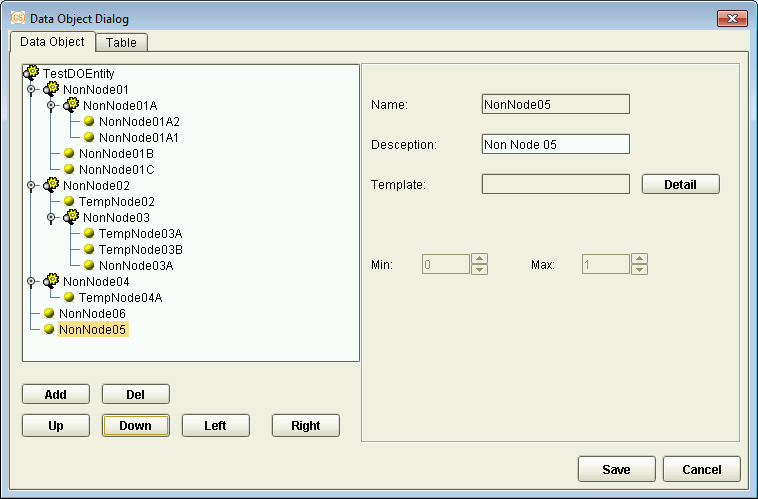 CS Data Object Dialog
Data Object Table
TestDOEntity
NonNode01
NonNode01A
NonNode01A2
NonNode01A1
NonNode01B
NonNode01C
NonNode02
TempNode02
NonNode03
TempNode03A
TempNode03B
NonNode03A
NonNode04
TempNode04A
NonNode06
NonNode05
Name: NonNode05
Desception: Non Node 05
Template: Detail
Min: 0 Max: 1
Add Del
Up Down Left Right
Save Cancel